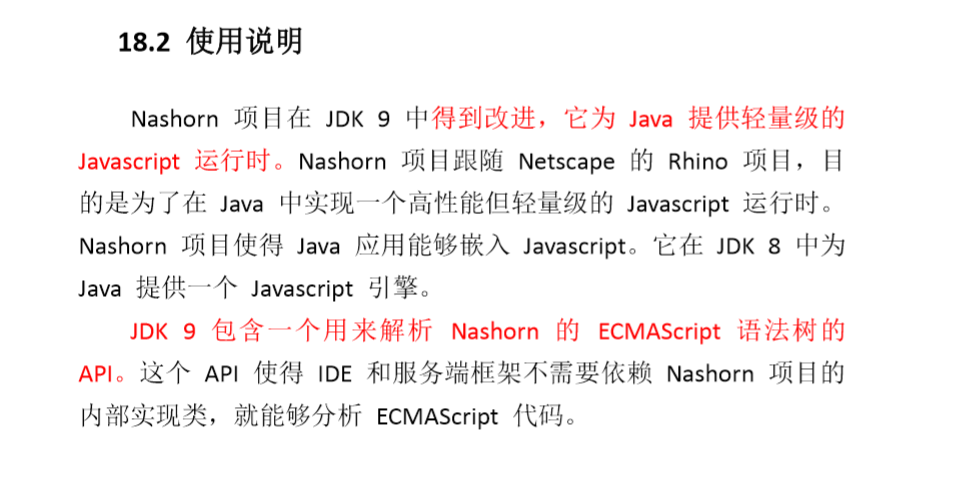 18.2 使用说明
Nashorn 项目在 JDK 9 中得到改进，它为 Java 提供轻量级的
Javascript 运行时。Nashorn 项目跟随 Netscape 的 Rhino 项目，目
的是为了在 Java 中实现一个高性能但轻量级的 Javascript 运行时。
Nashorn 项目使得 Java 应用能够嵌入 Javascript。它在 JDK 8 中为
Java 提供一个 Javascript 引擎。
JDK 9 包含一个用来解析 Nashorn 的 ECMAScript 语法树的
API。这个 API 使得 IDE 和服务端框架不需要依赖 Nashorn 项目的
内部实现类，就能够分析 ECMAScript 代码。